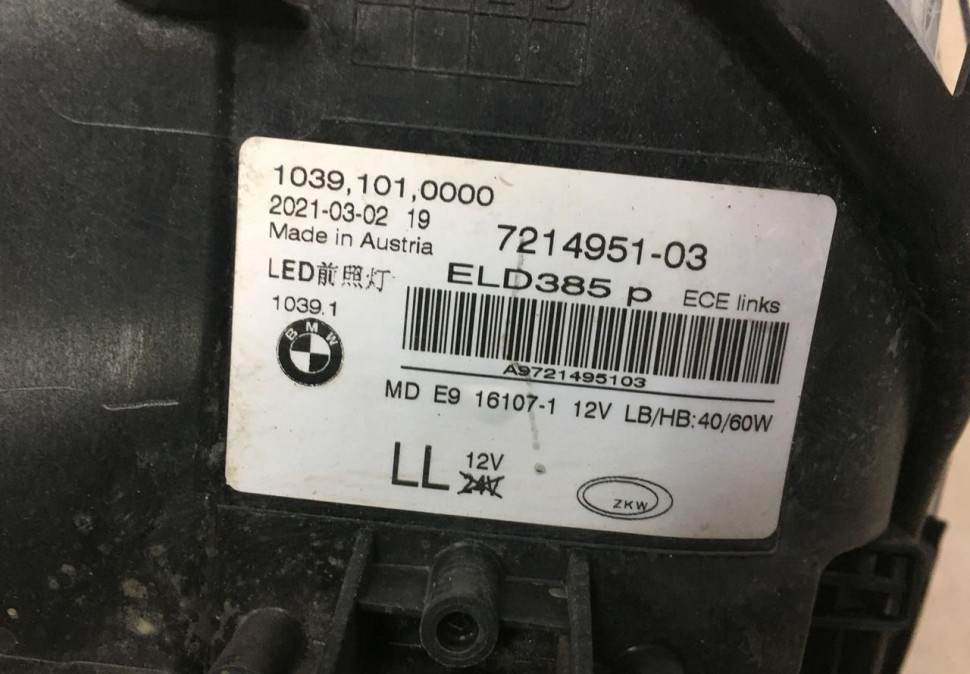 1039,101,0000
2021-03-02 19
Made in Austria
7214951-03
LED前照灯
ELD385 p
ECE links
1039.1
BMW
A9721495103
MD E9 16107-1 12V LB/HB:40/60W
LL
12V
24V
ZKW